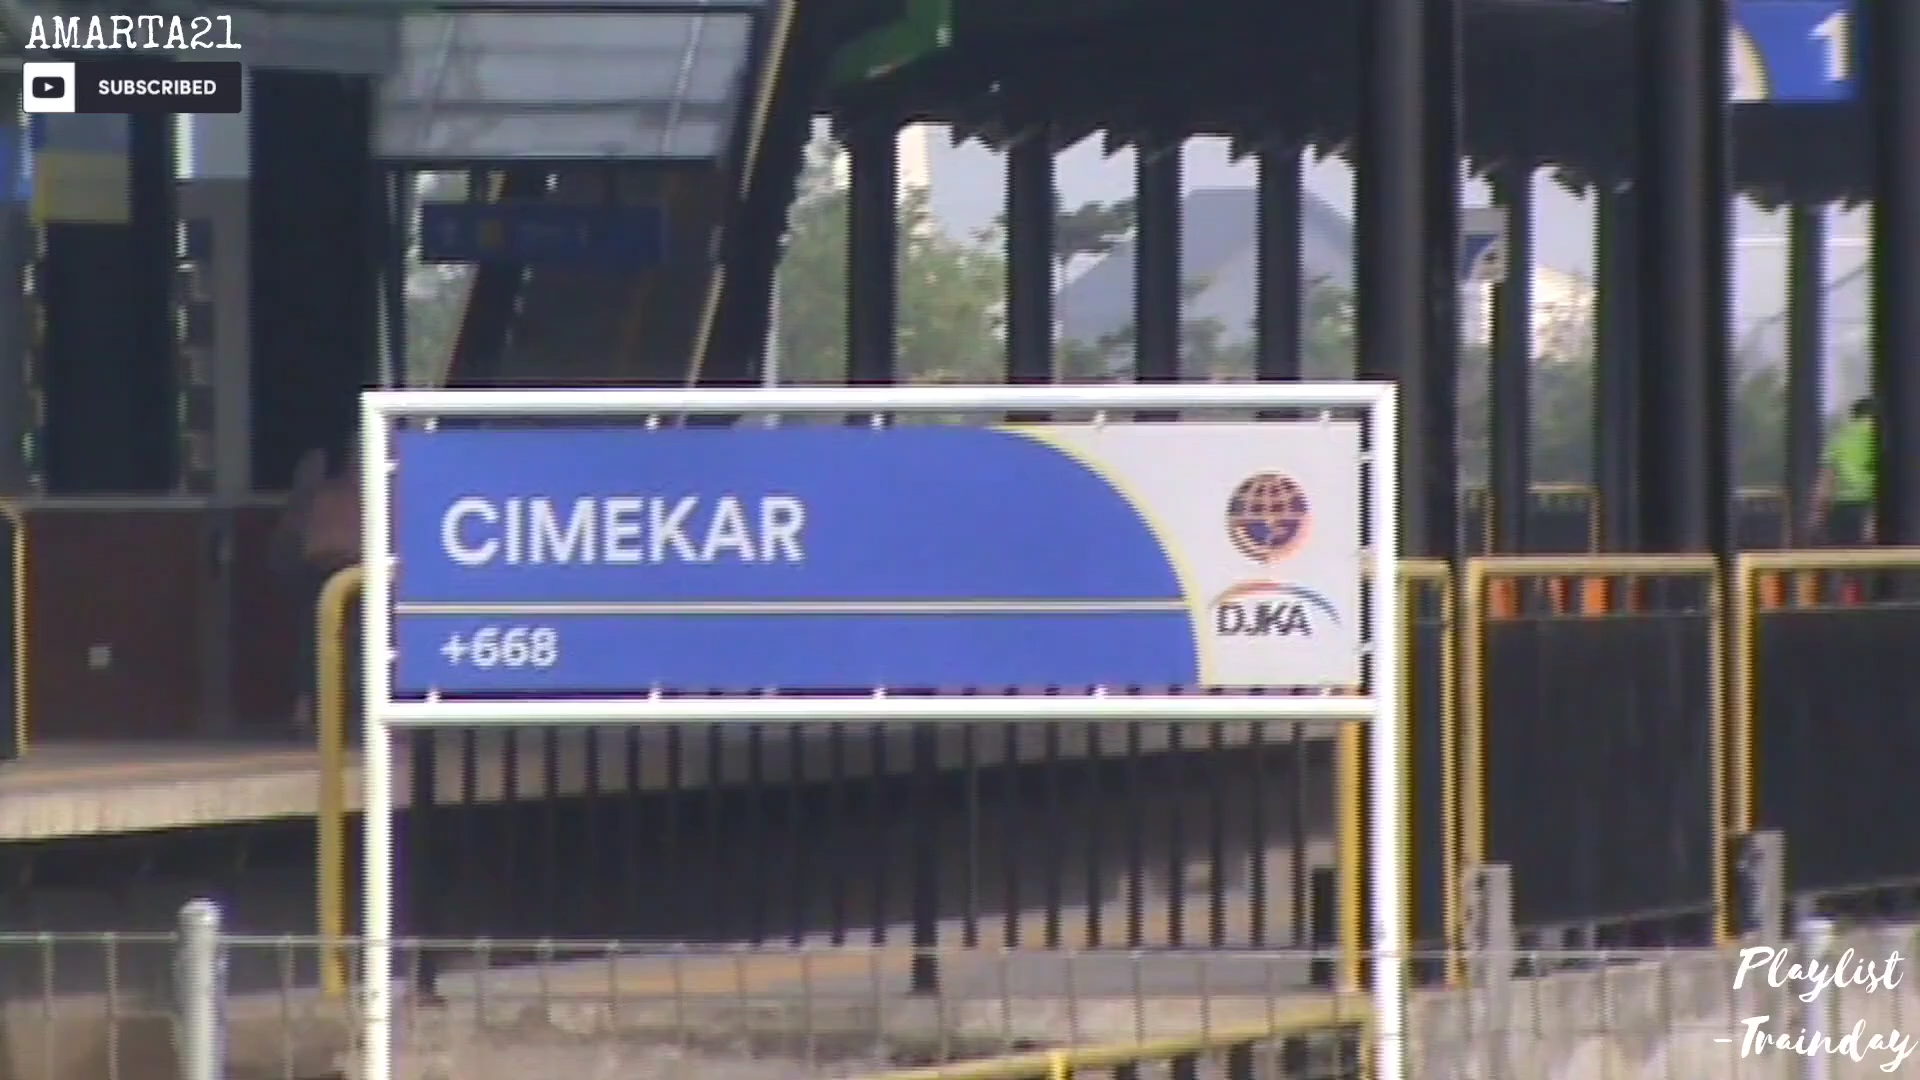 AMARTA21
SUBSCRIBED
1
CIMEKAR
+668
DJKA
Playlist
-Trainday